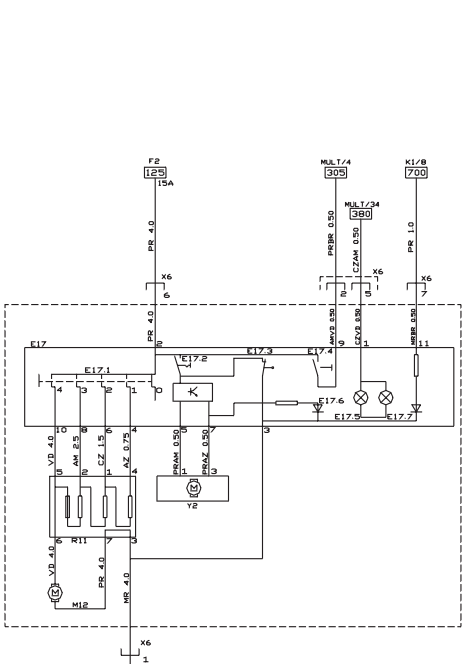 F2
MULT/4
K1/8
125
305
700
15A
MULT/34
380
PR 4.0
PRBR 0.50
CZAM 0.50
PR 1.0
X6
X6
X6
6
2
5
7
PR 4.0
AMVD 0.50
CZVD 0.50
MRBR 0.50
E17
2
9
1
11
E17.2
E17.3
E17.4
E17.1
4
3
2
1
0
E17.6
E17.5
E17.7
10
8
6
4
5
7
3
VD 4.0
AM 2.5
CZ 1.5
AZ 0.75
PRAM 0.50
PRAZ 0.50
5
2
1
4
1
3
M
Y2
6
R11
7
3
VD 4.0
PR 4.0
MR 4.0
M
M12
X6
1